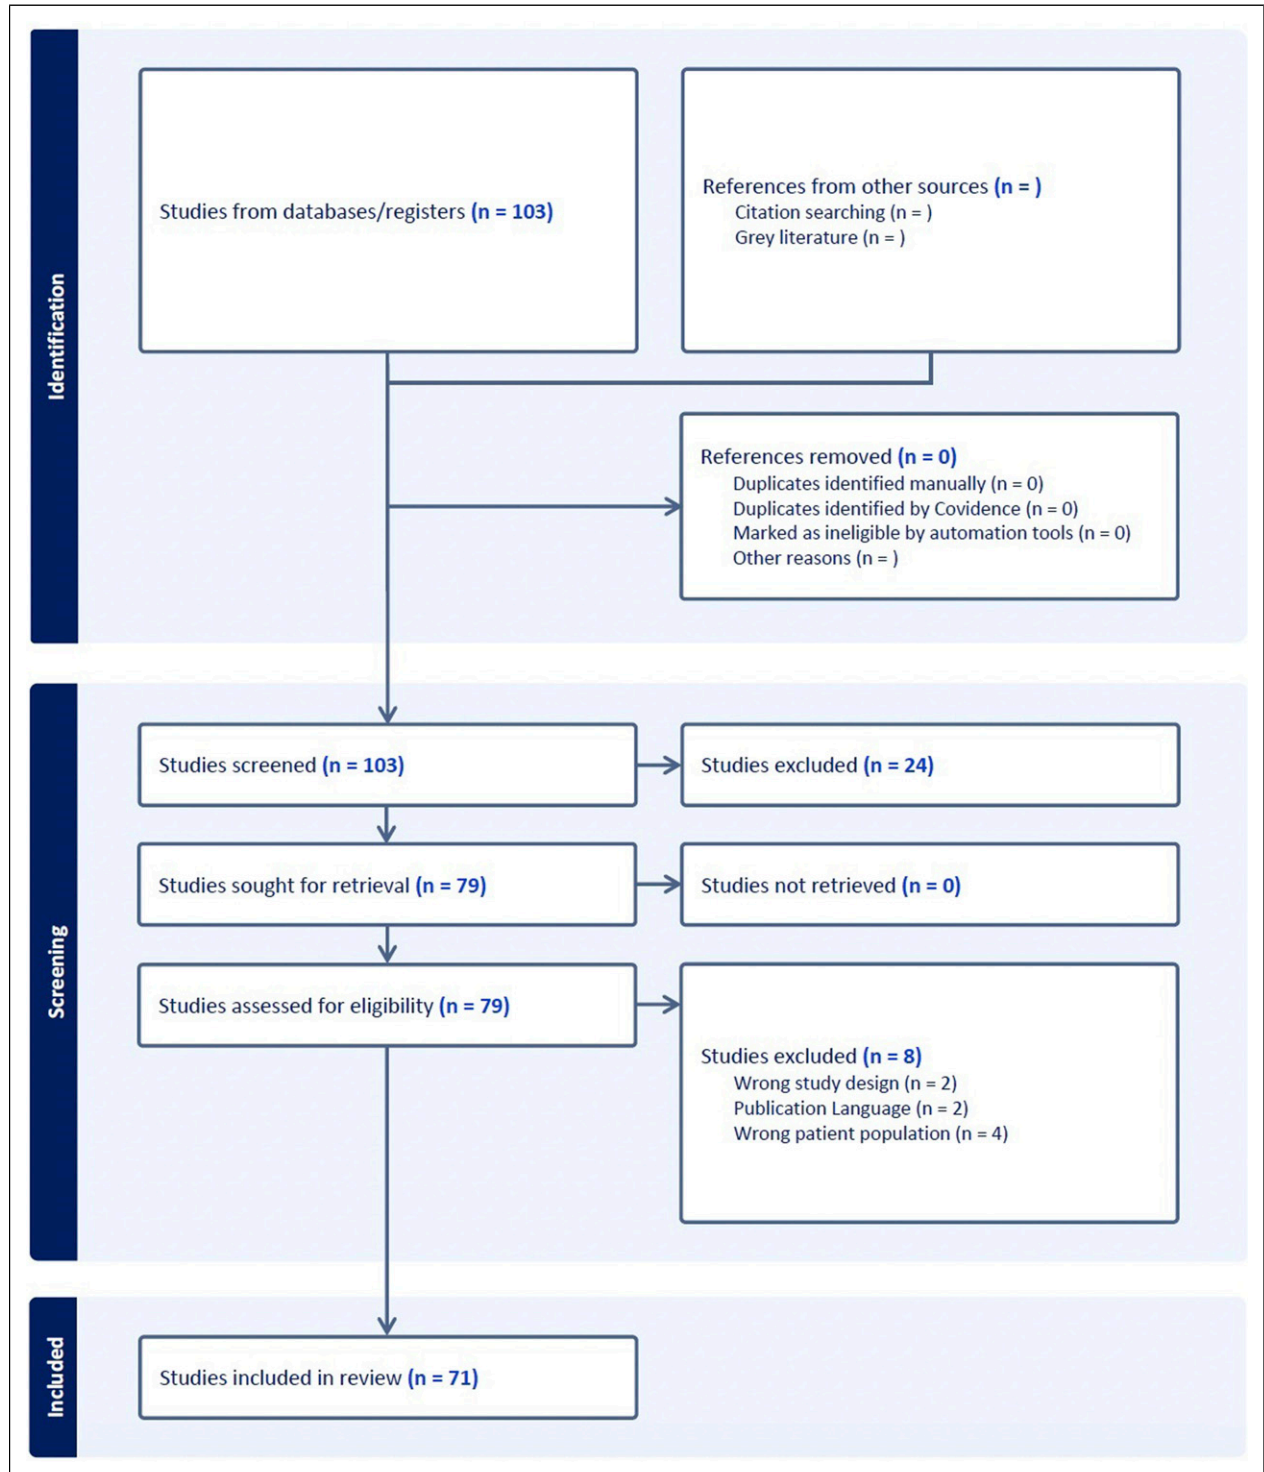 Identification
Studies from databases/registers (n = 103)
References from other sources (n = )
Citation searching (n = )
Grey literature (n = )
References removed (n = 0)
Duplicates identified manually (n = 0)
Duplicates identified by Covidence (n = 0)
Marked as ineligible by automation tools (n = 0)
Other reasons (n = )
Screening
Studies screened (n = 103)
Studies excluded (n = 24)
Studies sought for retrieval (n = 79)
Studies not retrieved (n = 0)
Studies assessed for eligibility (n = 79)
Studies excluded (n = 8)
Wrong study design (n = 2)
Publication Language (n = 2)
Wrong patient population (n = 4)
Included
Studies included in review (n = 71)